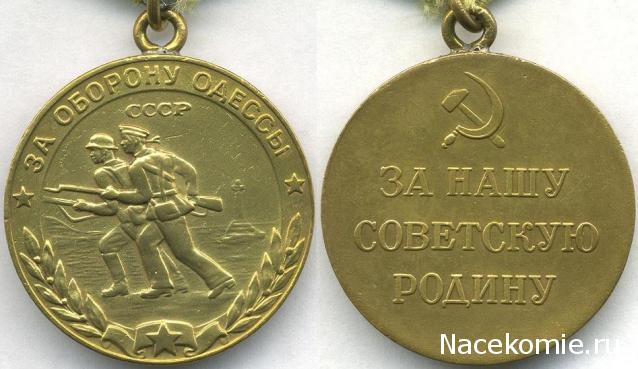 ЗА ОБОРОНУ ОДЕССЫ
СССР
ЗА НАШУ
СОВЕТСКУЮ
РОДИНУ
Nacekomie.ru